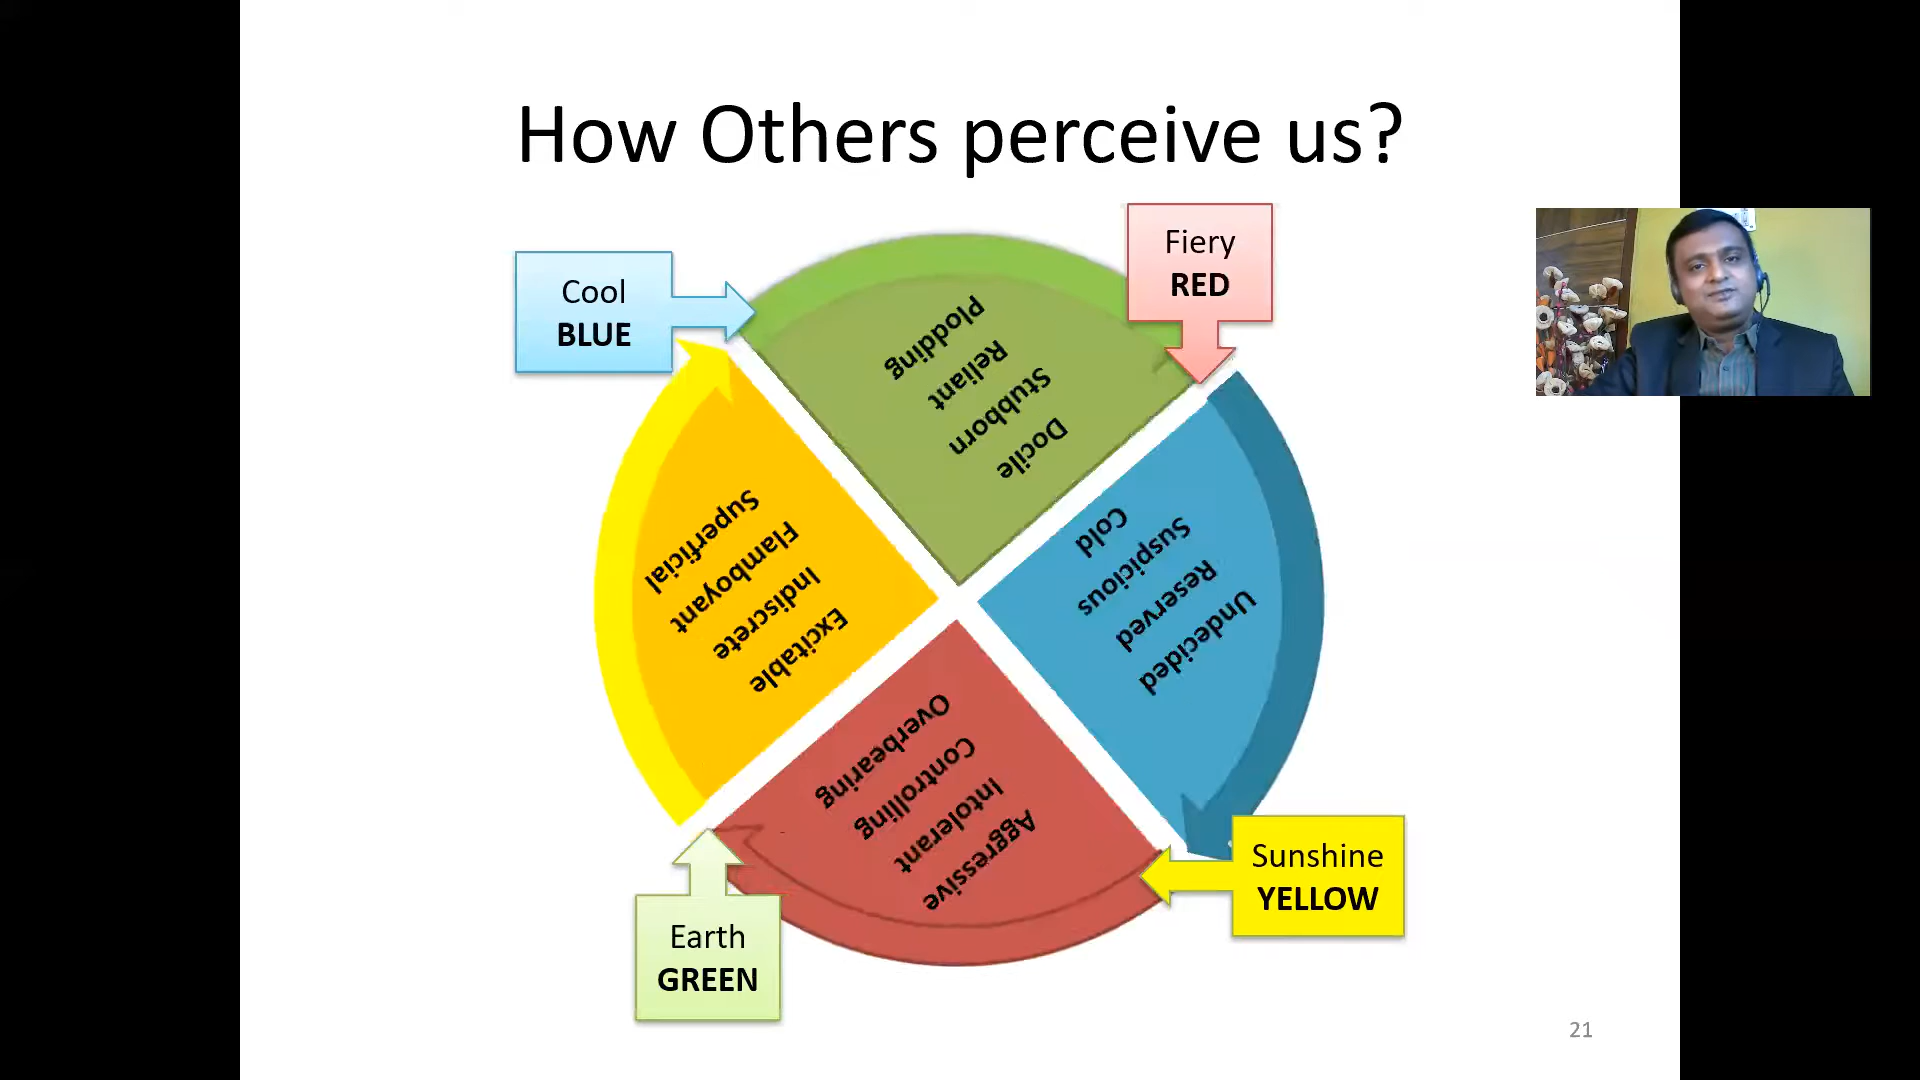 How Others perceive us?
Cool
BLUE
Fiery
RED
Docile
Stubborn
Reliant
Plodding
Undecided
Reserved
Suspicious
Cold
Excitable
Indiscrete
Flamboyant
Superficial
Aggressive
Intolerant
Controlling
Overbearing
Sunshine
YELLOW
Earth
GREEN
21